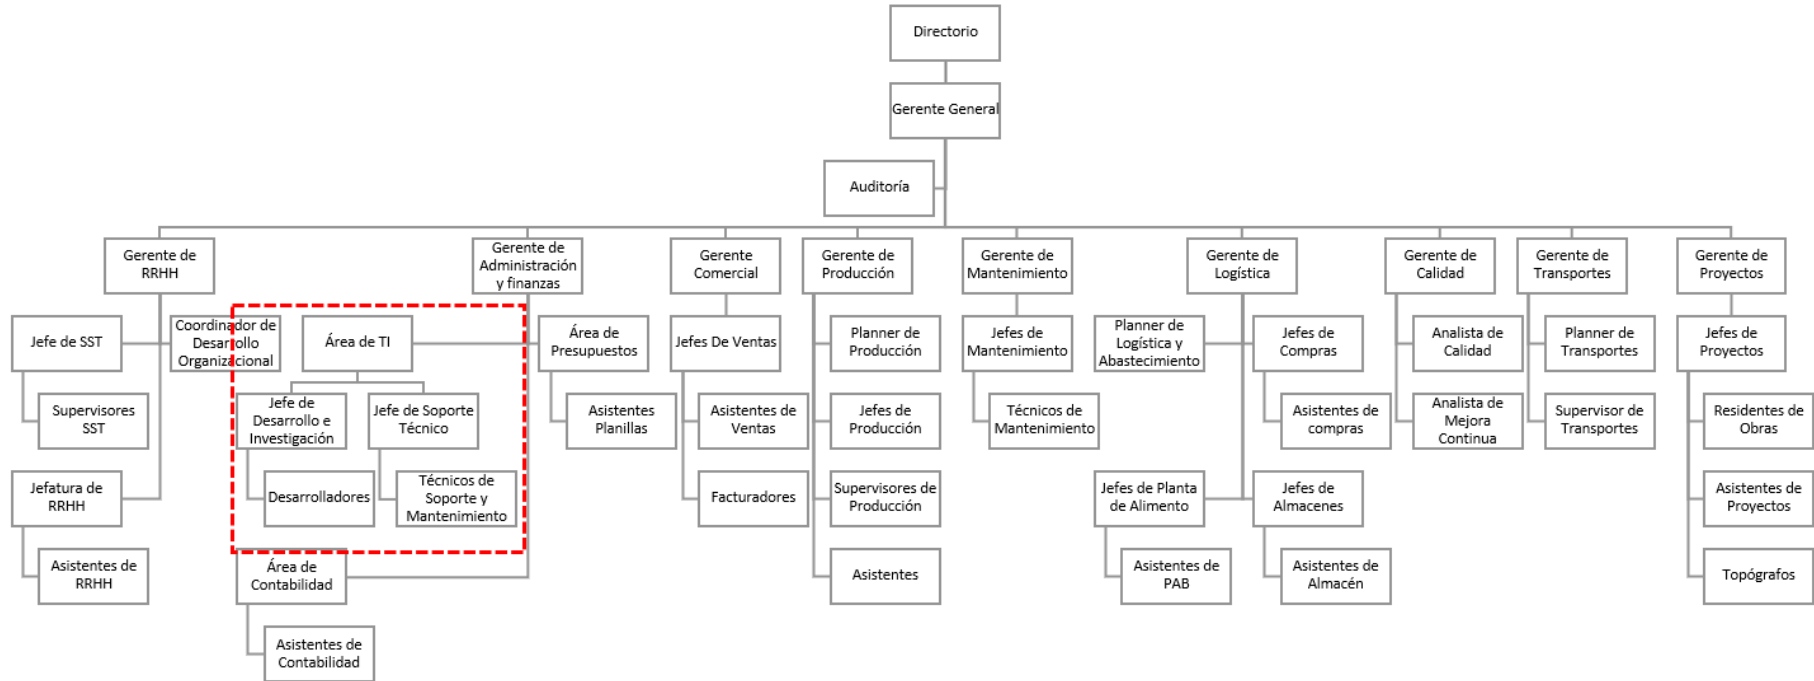 Directorio
Gerente General
Auditoría
Gerente de
RRHH
Gerente de
Administración
y finanzas
Gerente
Comercial
Gerente de
Producción
Gerente de
Mantenimiento
Gerente de
Logística
Gerente de
Calidad
Gerente de
Transportes
Gerente de
Proyectos
Jefe de SST
Coordinador de
Desarrollo
Organizacional
Área de TI
Área de
Presupuestos
Jefes De Ventas
Planner de
Producción
Jefes de
Mantenimiento
Planner de
Logística y
Abastecimiento
Jefes de
Compras
Analista de
Calidad
Planner de
Transportes
Jefes de
Proyectos
Supervisores
SST
Jefe de
Desarrollo e
Investigación
Jefe de Soporte
Técnico
Asistentes
Planillas
Asistentes de
Ventas
Jefes de
Producción
Técnicos de
Mantenimiento
Asistentes de
compras
Analista de
Mejora
Continua
Supervisor de
Transportes
Residentes de
Obras
Jefatura de
RRHH
Desarrolladores
Técnicos de
Soporte y
Mantenimiento
Facturadores
Supervisores de
Producción
Jefes de Planta
de Alimento
Jefes de
Almacenes
Asistentes de
Proyectos
Asistentes de
RRHH
Área de
Contabilidad
Asistentes
Asistentes de
PAB
Asistentes de
Almacén
Topógrafos
Asistentes de
Contabilidad